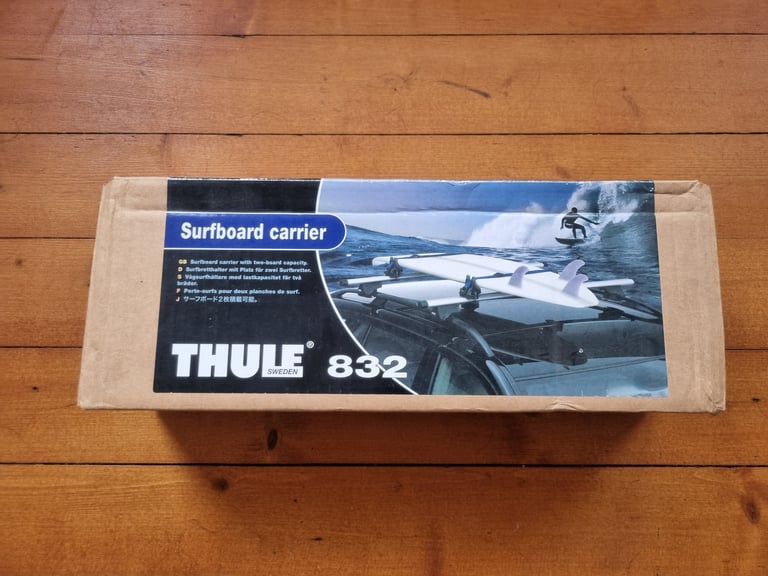 Surfboard carrier
GB Surfboard carrier with two-board capacity.
D Surfbretthalter mit Platz für zwei Surfbretter.
S Vågsurfhållare med lastkapasitet för två
brädor.
F Porte-surfs pour deux planches de surf.
J サーフボード2枚積載可能。
THULE® 832
SWEDEN